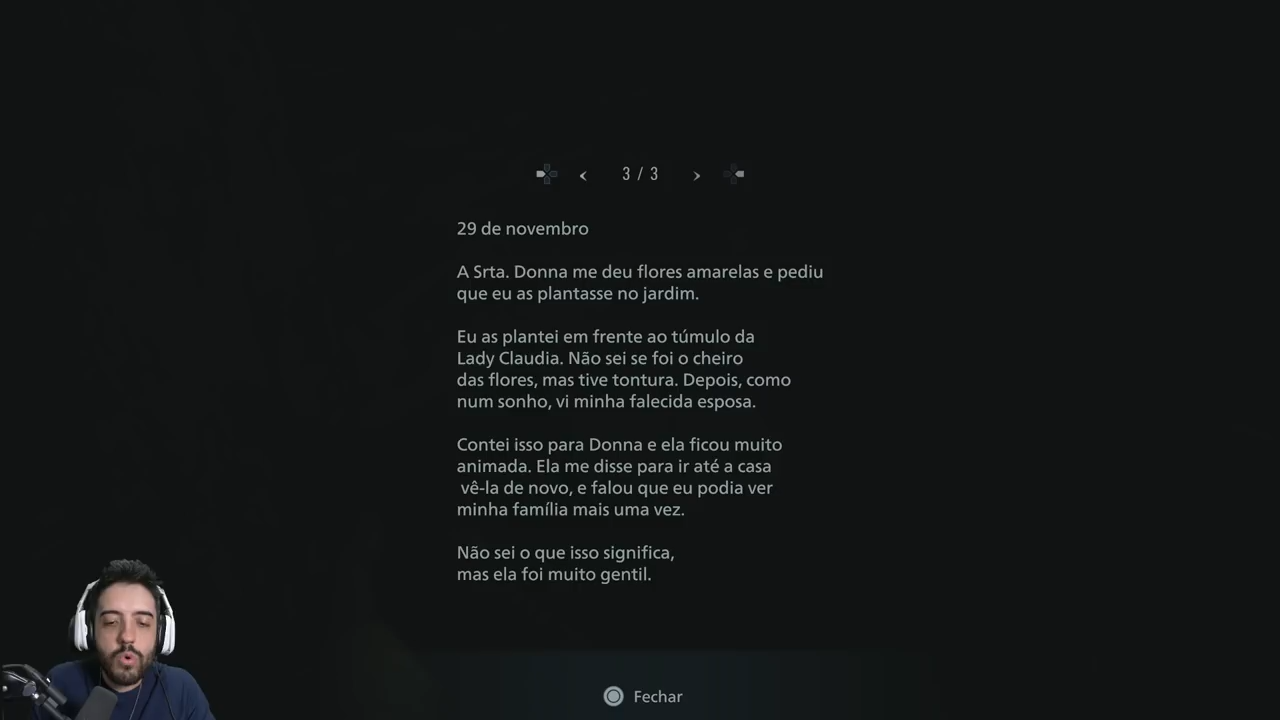 3 / 3
29 de novembro
A Srta. Donna me deu flores amarelas e pediu
que eu as plantasse no jardim.
Eu as plantei em frente ao túmulo da
Lady Claudia. Não sei se foi o cheiro
das flores, mas tive tontura. Depois, como
num sonho, vi minha falecida esposa.
Contei isso para Donna e ela ficou muito
animada. Ela me disse para ir até a casa
vê-la de novo, e falou que eu podia ver
minha família mais uma vez.
Não sei o que isso significa,
mas ela foi muito gentil.
Fechar